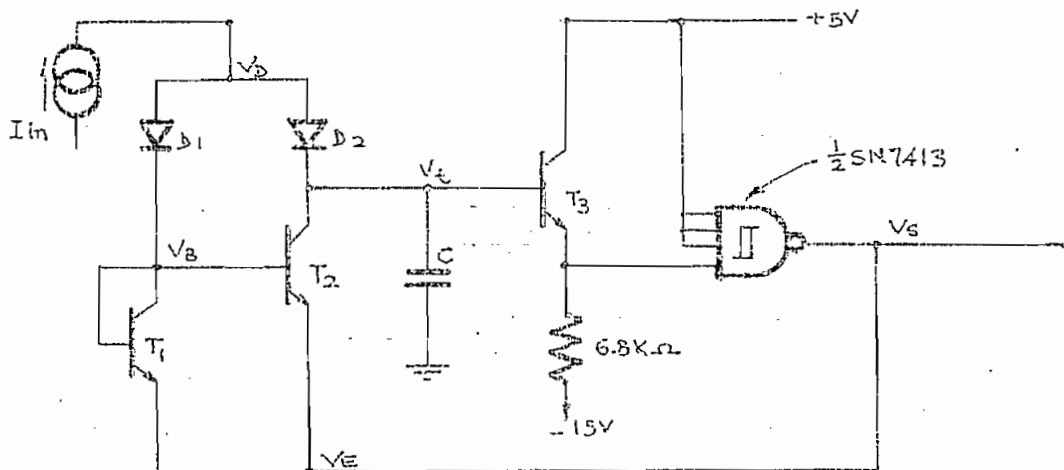 +5V
VD
Iin
D1
D2
½ SN7413
Vt
T3
VS
VB
T2
C
T1
6.8KΩ
-15V
VE